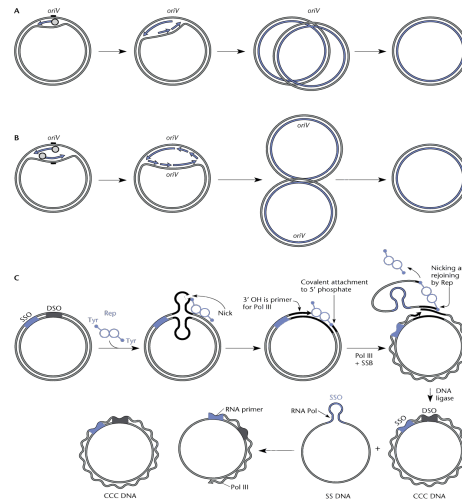 A
oriV
oriV
oriV
oriV
B
oriV
oriV
oriV
oriV
oriV
C
SSO
DSO
Rep
Tyr
Tyr
Nick
3' OH is primer
for Pol III
Covalent attachment
to 5' phosphate
Pol III
+ SSB
Nicking a
rejoining
by Rep
DNA
ligase
CCC DNA
RNA primer
Pol III
SSO
RNA Pol
SS DNA
+
SSO
DSO
CCC DNA